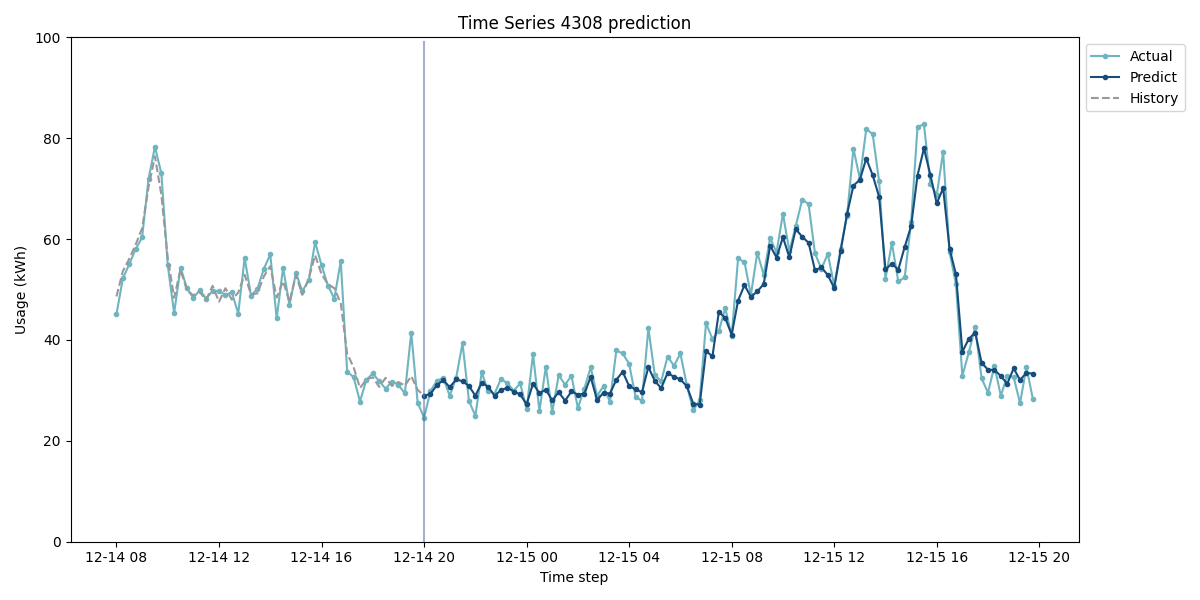 Time Series 4308 prediction
100
80
60
40
20
0
Usage (kWh)
12-14 08
12-14 12
12-14 16
12-14 20
12-15 00
12-15 04
12-15 08
12-15 12
12-15 16
12-15 20
Time step
Actual
Predict
History